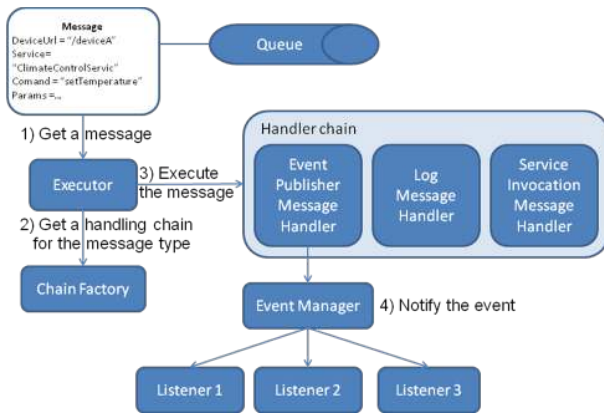 Message
DeviceUrl = "/deviceA"
Service=
"ClimateControlServic"
Comand = "setTemperature"
Params =...
Queue
1) Get a message
Handler chain
Executor
3) Execute
the message
Event
Publisher
Message
Handler
Log
Message
Handler
Service
Invocation
Message
Handler
2) Get a handling chain
for the message type
Chain Factory
Event Manager
4) Notify the event
Listener 1
Listener 2
Listener 3